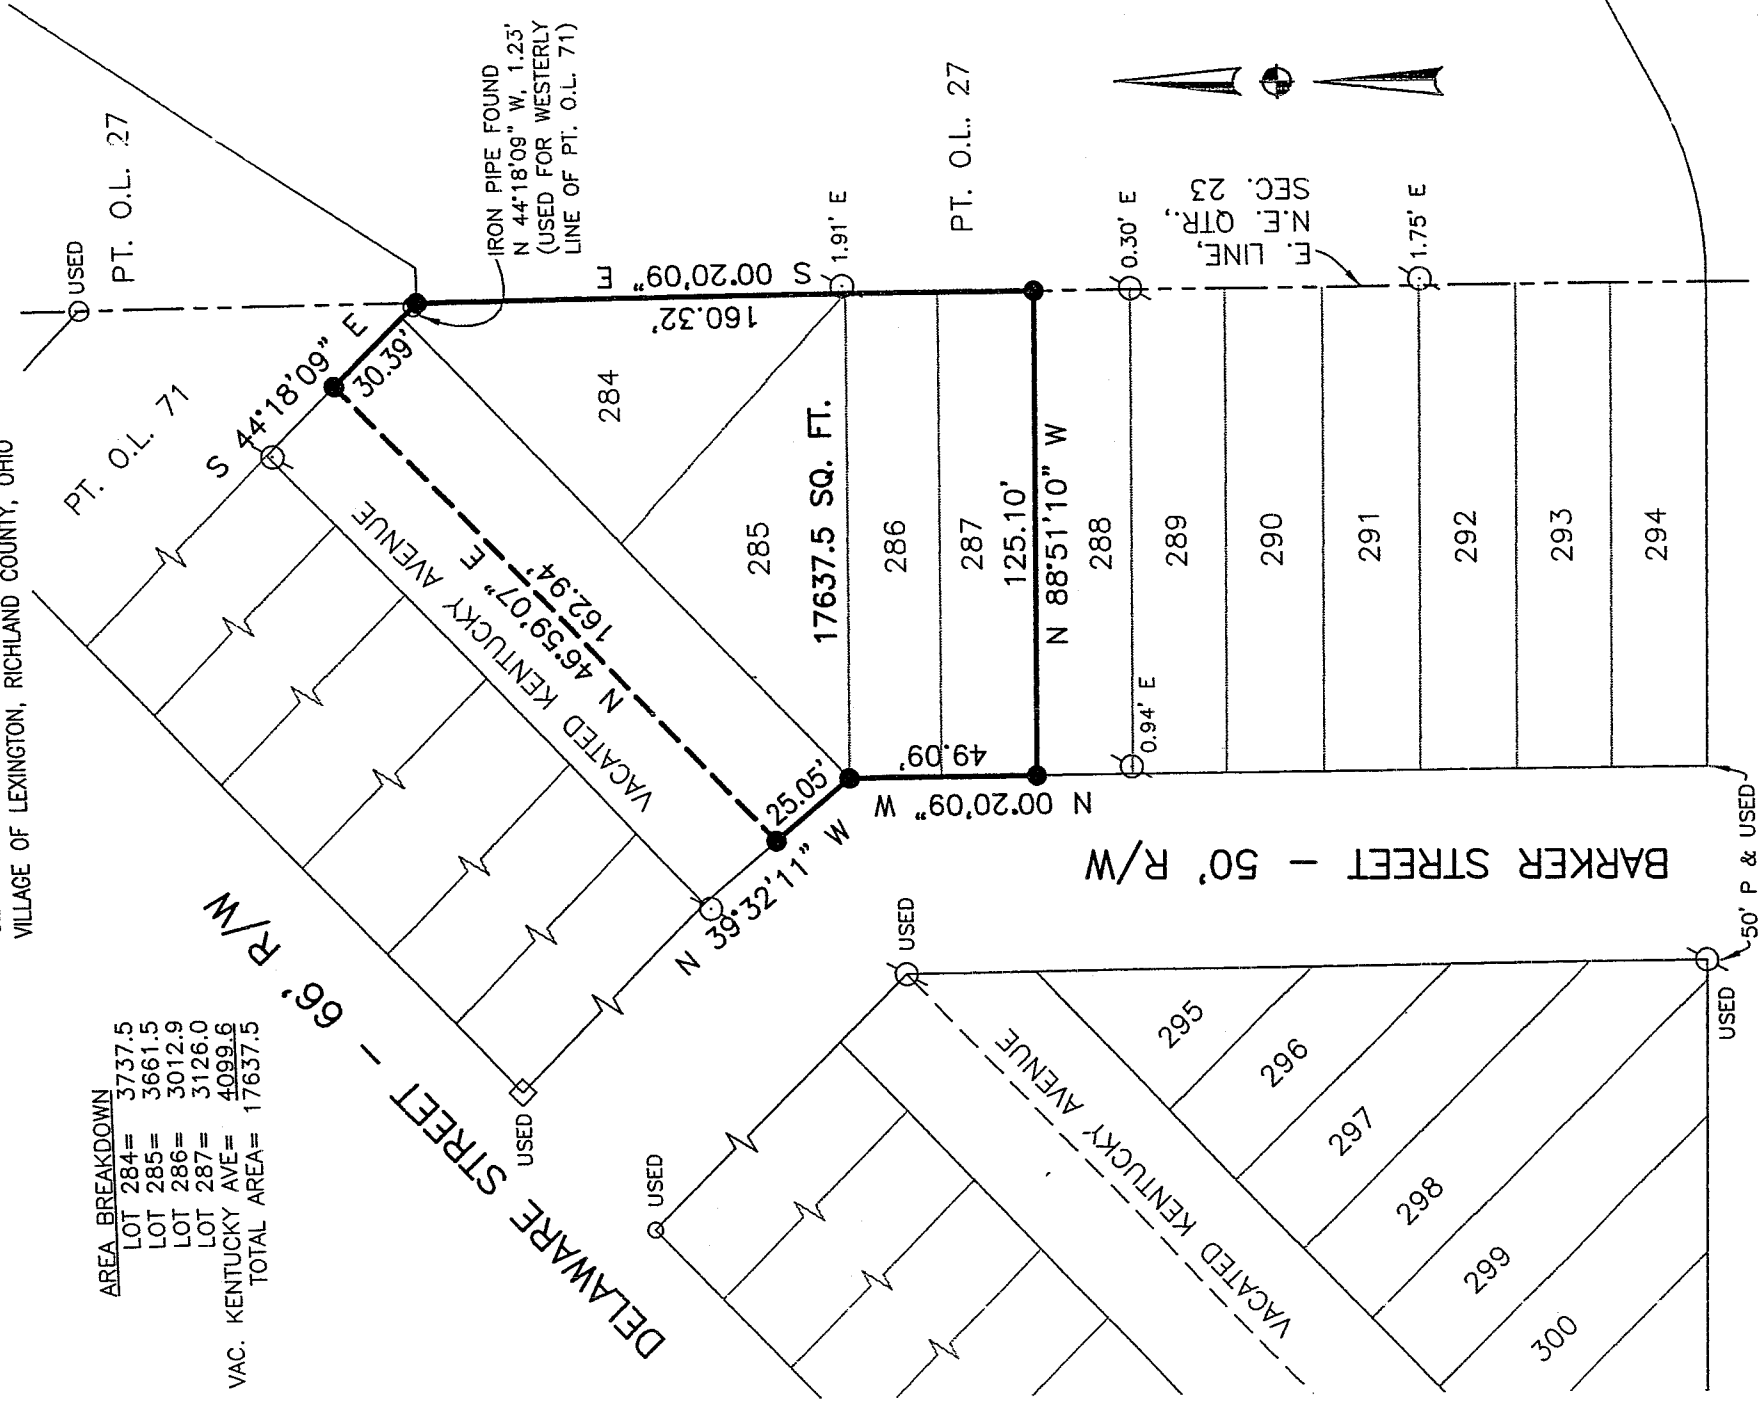 VILLAGE OF LEXINGTON, RICHLAND COUNTY, OHIO
AREA BREAKDOWN
LOT 284= 3737.5
LOT 285= 3661.5
LOT 286= 3012.9
LOT 287= 3126.0
VAC. KENTUCKY AVE= 4099.6
TOTAL AREA= 17637.5
USED
PT. O.L. 27
PT. O.L. 71
S 44°18'09" E
30.39'
IRON PIPE FOUND
N 44°18'09" W, 1.23'
(USED FOR WESTERLY
LINE OF PT. O.L. 71)
S 00°20'09" E
160.32'
1.91' E
PT. O.L. 27
0.30' E
E. LINE,
N.E. QTR.,
SEC. 23
1.75' E
VACATED KENTUCKY AVENUE
N 46°59'07" E
162.94'
284
285
17637.5 SQ. FT.
286
287
125.10'
N 88°51'10" W
288
289
290
291
292
293
294
25.05'
N 39°32'11" W
49.09'
N 00°20'09" W
0.94' E
DELAWARE STREET - 66' R/W
BARKER STREET - 50' R/W
USED
USED
USED
USED
50' P & USED
VACATED KENTUCKY AVENUE
295
296
297
298
299
300